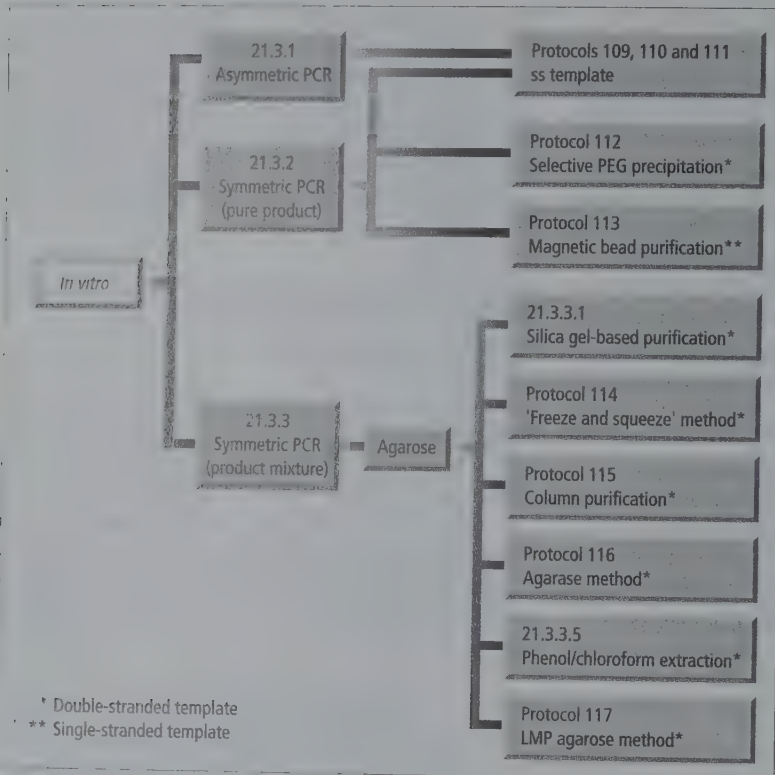 21.3.1
Asymmetric PCR
Protocols 109, 110 and 111
ss template
21.3.2
Symmetric PCR
(pure product)
Protocol 112
Selective PEG precipitation*
Protocol 113
Magnetic bead purification**
In vitro
21.3.3
Symmetric PCR
(product mixture)
Agarose
21.3.3.1
Silica gel-based purification*
Protocol 114
'Freeze and squeeze' method*
Protocol 115
Column purification*
Protocol 116
Agarase method*
21.3.3.5
Phenol/chloroform extraction*
Protocol 117
LMP agarose method*
* Double-stranded template
** Single-stranded template